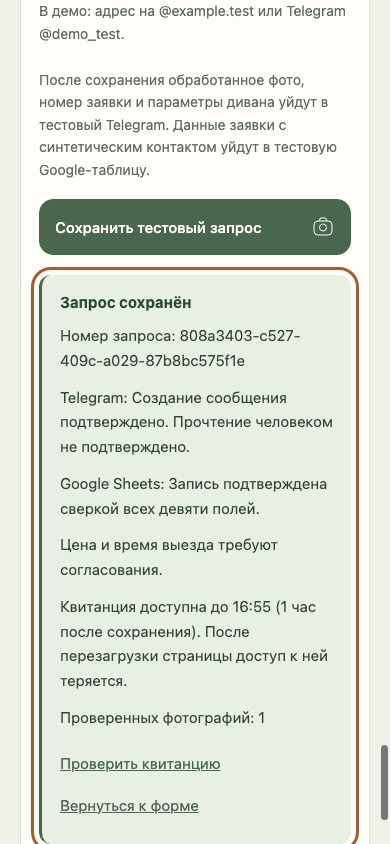 В демо: адрес на @example.test или Telegram
@demo_test.
После сохранения обработанное фото,
номер заявки и параметры дивана уйдут в
тестовый Telegram. Данные заявки с
синтетическим контактом уйдут в тестовую
Google-таблицу.
Сохранить тестовый запрос
Запрос сохранён
Номер запроса: 808a3403-c527-
409c-a029-87b8bc575f1e
Telegram: Создание сообщения
подтверждено. Прочтение человеком
не подтверждено.
Google Sheets: Запись подтверждена
сверкой всех девяти полей.
Цена и время выезда требуют
согласования.
Квитанция доступна до 16:55 (1 час
после сохранения). После
перезагрузки страницы доступ к ней
теряется.
Проверенных фотографий: 1
Проверить квитанцию
Вернуться к форме